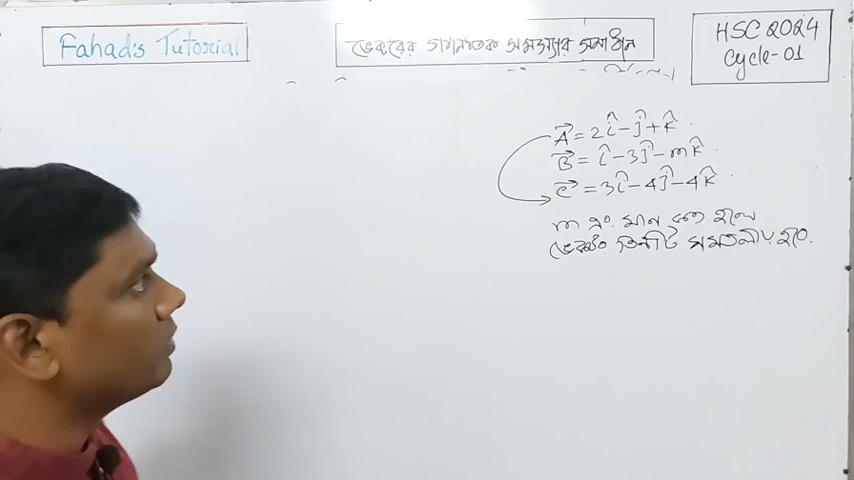 Fahad's Tutorial
ভেক্টরের গাণিতিক সমস্যার সমাধান
HSC 2024
Cycle-01
A⃗ = 2î - ĵ + k̂
B⃗ = î - 3ĵ - mk̂
C⃗ = 3î - 4ĵ - 4k̂
m এর মান কত হলে
ভেক্টর তিনটি সমতলীয় হবে.